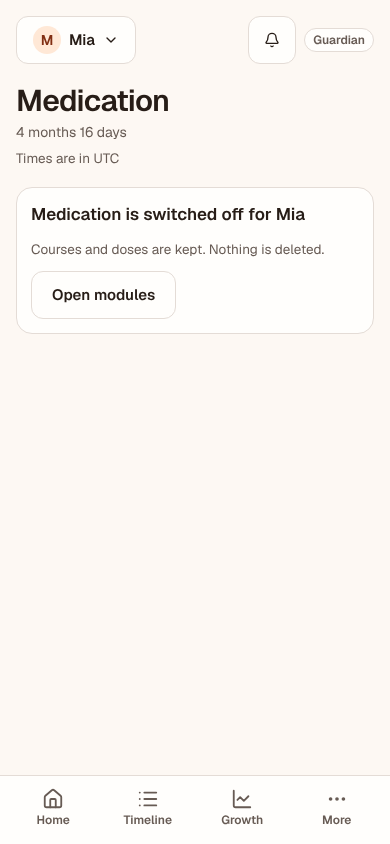 M Mia
Guardian
Medication
4 months 16 days
Times are in UTC
Medication is switched off for Mia
Courses and doses are kept. Nothing is deleted.
Open modules
Home Timeline Growth More